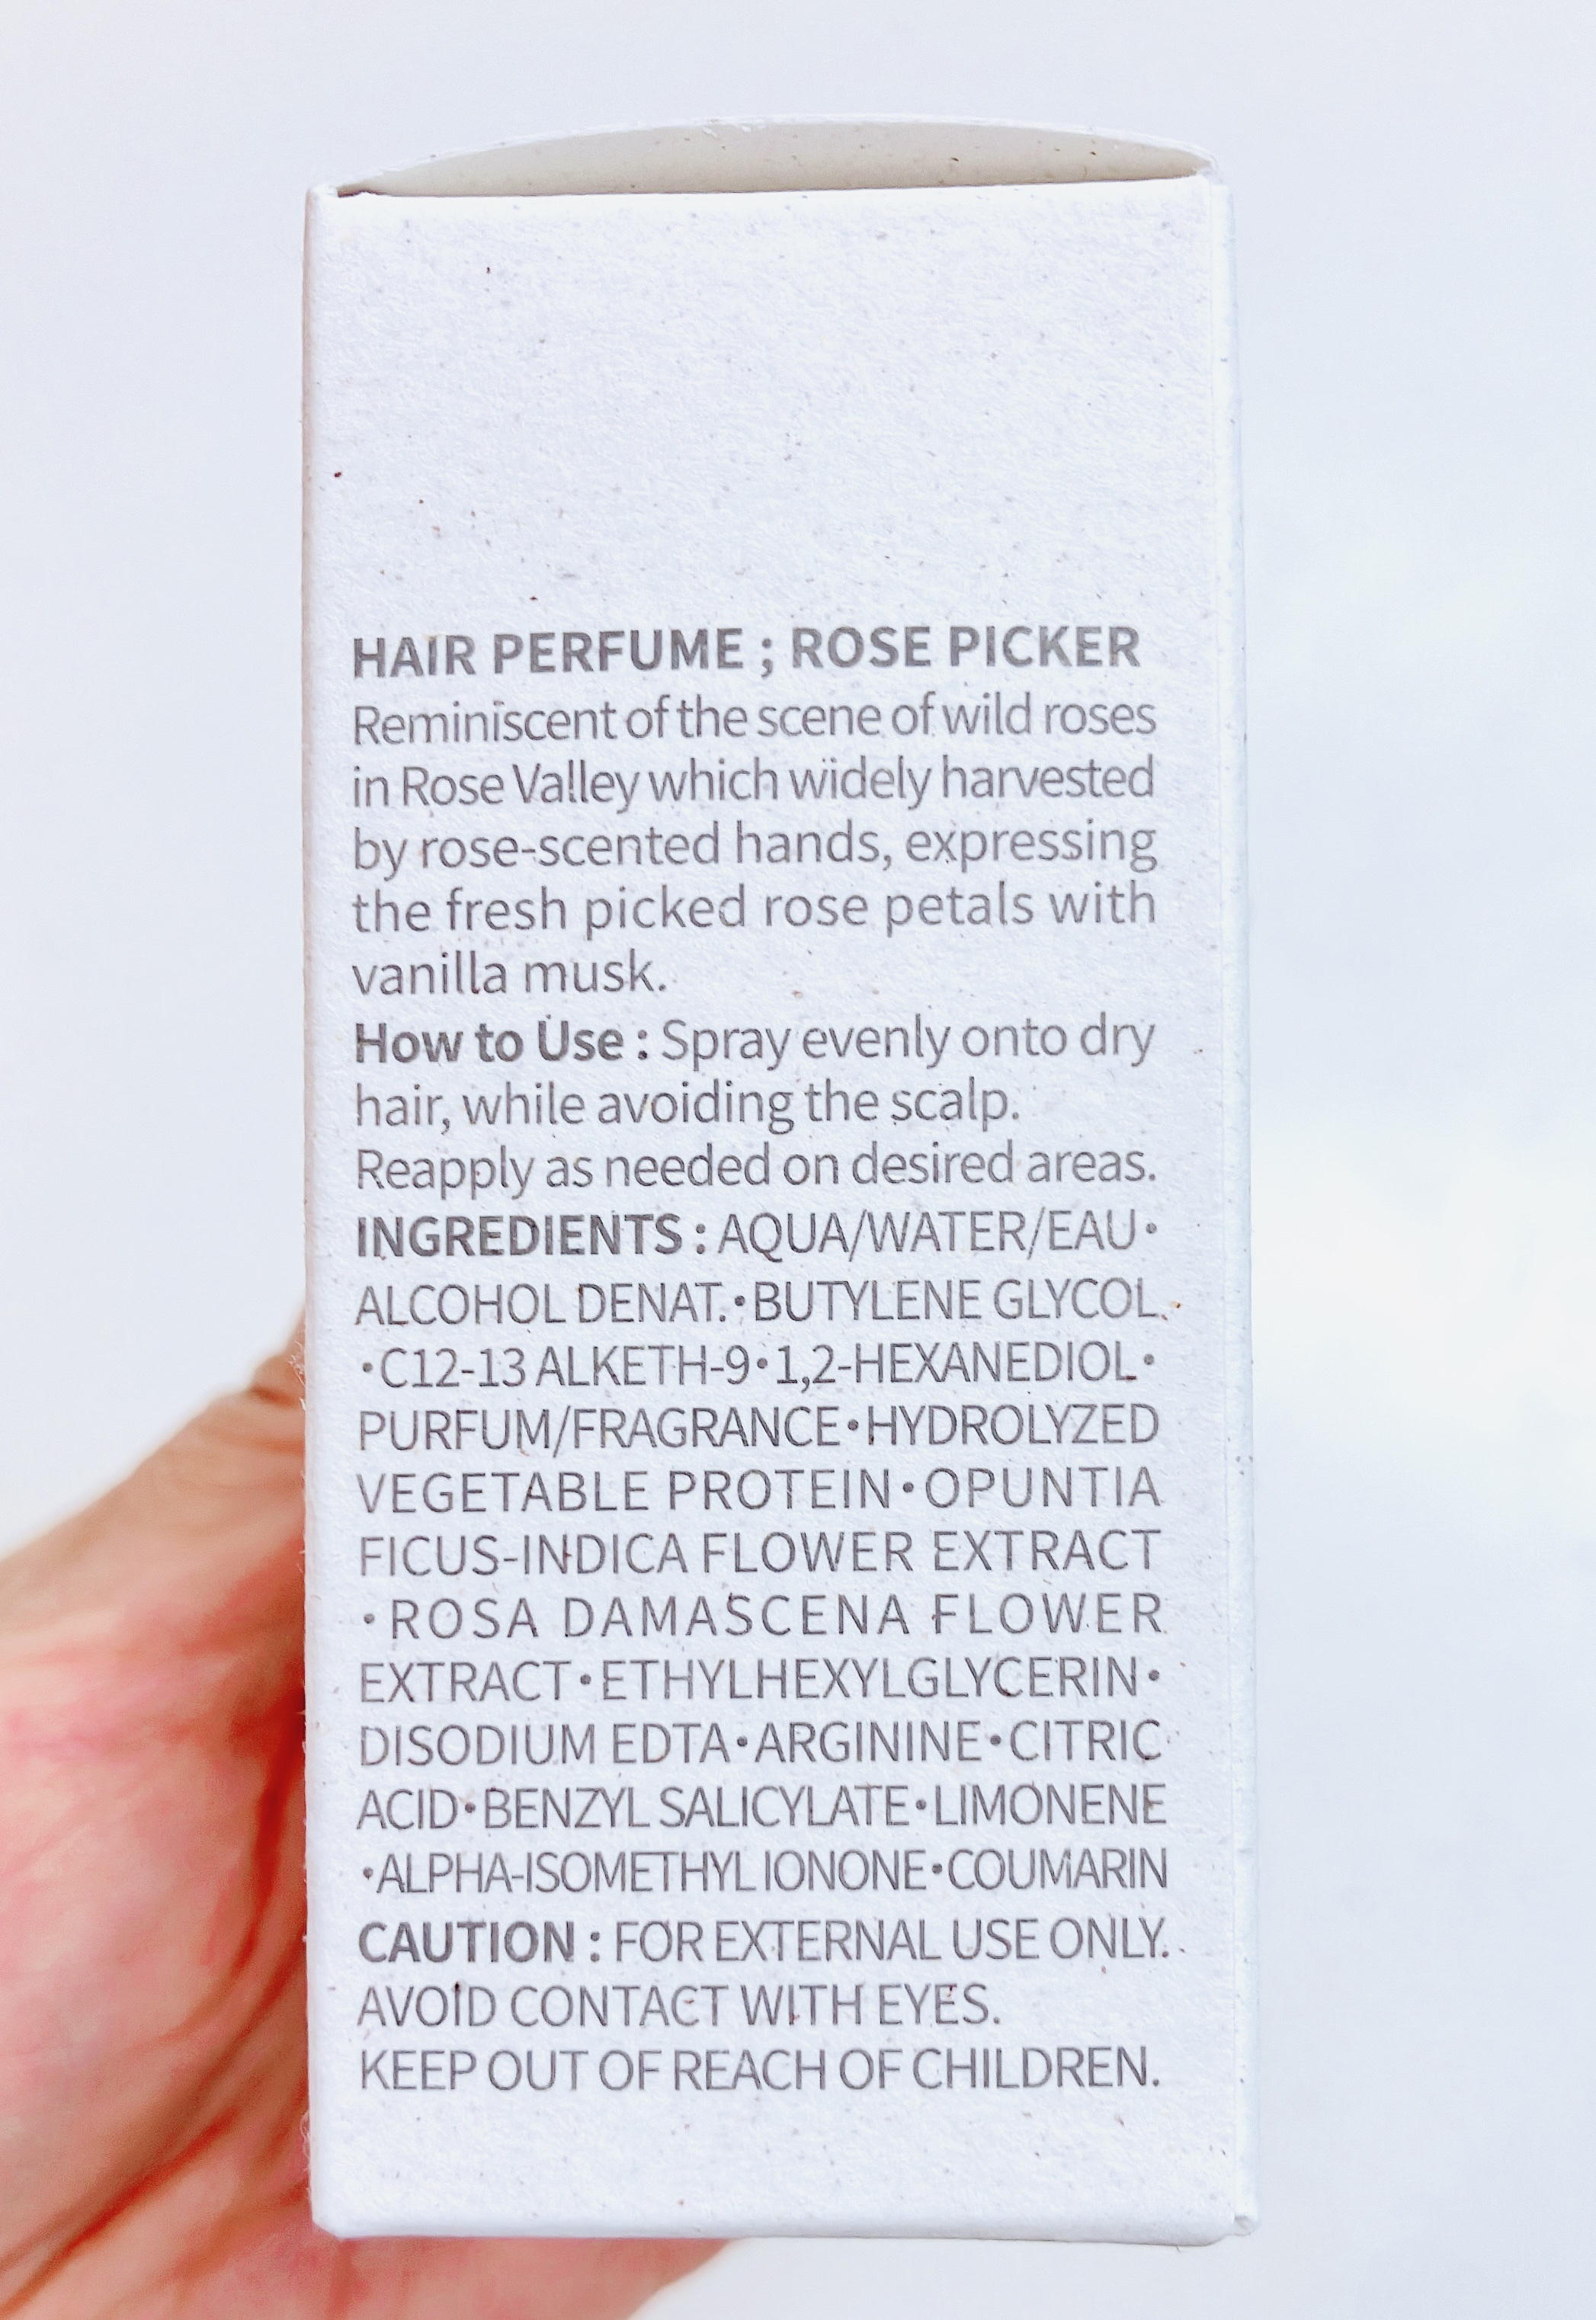 HAIR PERFUME ; ROSE PICKER
Reminiscent of the scene of wild roses
in Rose Valley which widely harvested
by rose-scented hands, expressing
the fresh picked rose petals with
vanilla musk.
How to Use : Spray evenly onto dry
hair, while avoiding the scalp.
Reapply as needed on desired areas.
INGREDIENTS : AQUA/WATER/EAU•
ALCOHOL DENAT.•BUTYLENE GLYCOL
•C12-13 ALKETH-9•1,2-HEXANEDIOL•
PURFUM/FRAGRANCE•HYDROLYZED
VEGETABLE PROTEIN•OPUNTIA
FICUS-INDICA FLOWER EXTRACT
•ROSA DAMASCENA FLOWER
EXTRACT•ETHYLHEXYLGLYCERIN•
DISODIUM EDTA•ARGININE•CITRIC
ACID•BENZYL SALICYLATE•LIMONENE
•ALPHA-ISOMETHYL IONONE•COUMARIN
CAUTION : FOR EXTERNAL USE ONLY.
AVOID CONTACT WITH EYES.
KEEP OUT OF REACH OF CHILDREN.